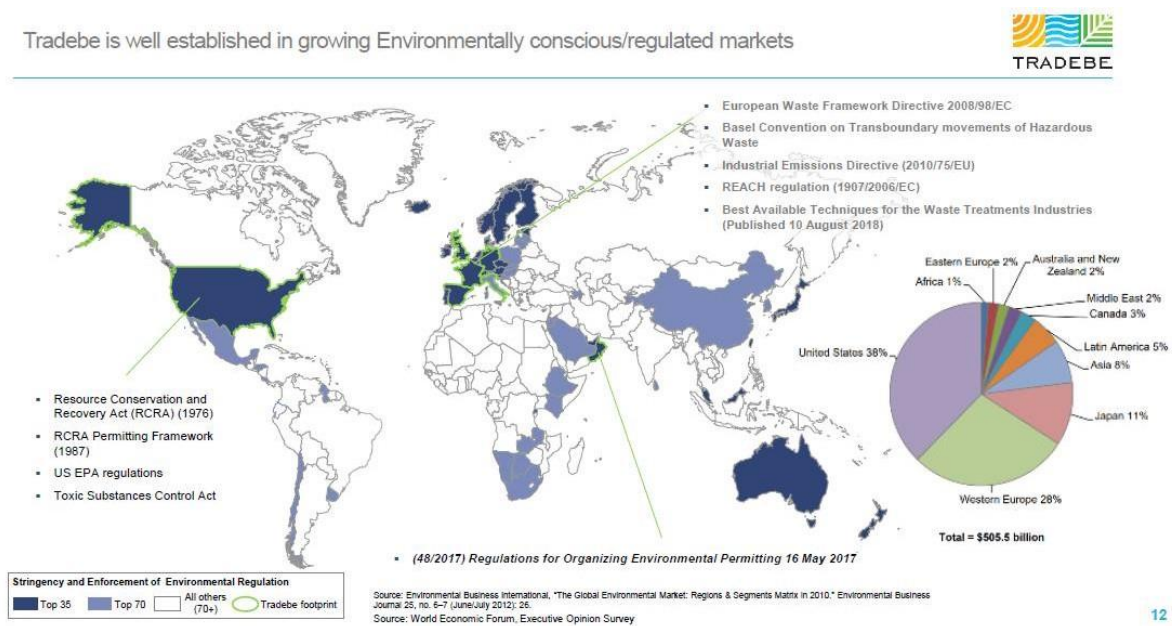 Tradebe is well established in growing Environmentally conscious/regulated markets
TRADEBE
▪ European Waste Framework Directive 2008/98/EC
▪ Basel Convention on Transboundary movements of Hazardous
Waste
▪ Industrial Emissions Directive (2010/75/EU)
▪ REACH regulation (1907/2006/EC)
▪ Best Available Techniques for the Waste Treatments Industries
(Published 10 August 2018)
▪ Resource Conservation and
Recovery Act (RCRA) (1976)
▪ RCRA Permitting Framework
(1987)
▪ US EPA regulations
▪ Toxic Substances Control Act
Eastern Europe 2%
Australia and New
Zealand 2%
Africa 1%
Middle East 2%
Canada 3%
Latin America 5%
Asia 8%
United States 38%
Japan 11%
Western Europe 28%
Total = $505.5 billion
▪ (48/2017) Regulations for Organizing Environmental Permitting 16 May 2017
Stringency and Enforcement of Environmental Regulation
Top 35
Top 70
All others
(70+)
Tradebe footprint
Source: Environmental Business International, "The Global Environmental Market: Regions & Segments Matrix in 2010." Environmental Business
Journal 25, no. 6-7 (June/July 2012): 26.
Source: World Economic Forum, Executive Opinion Survey
12